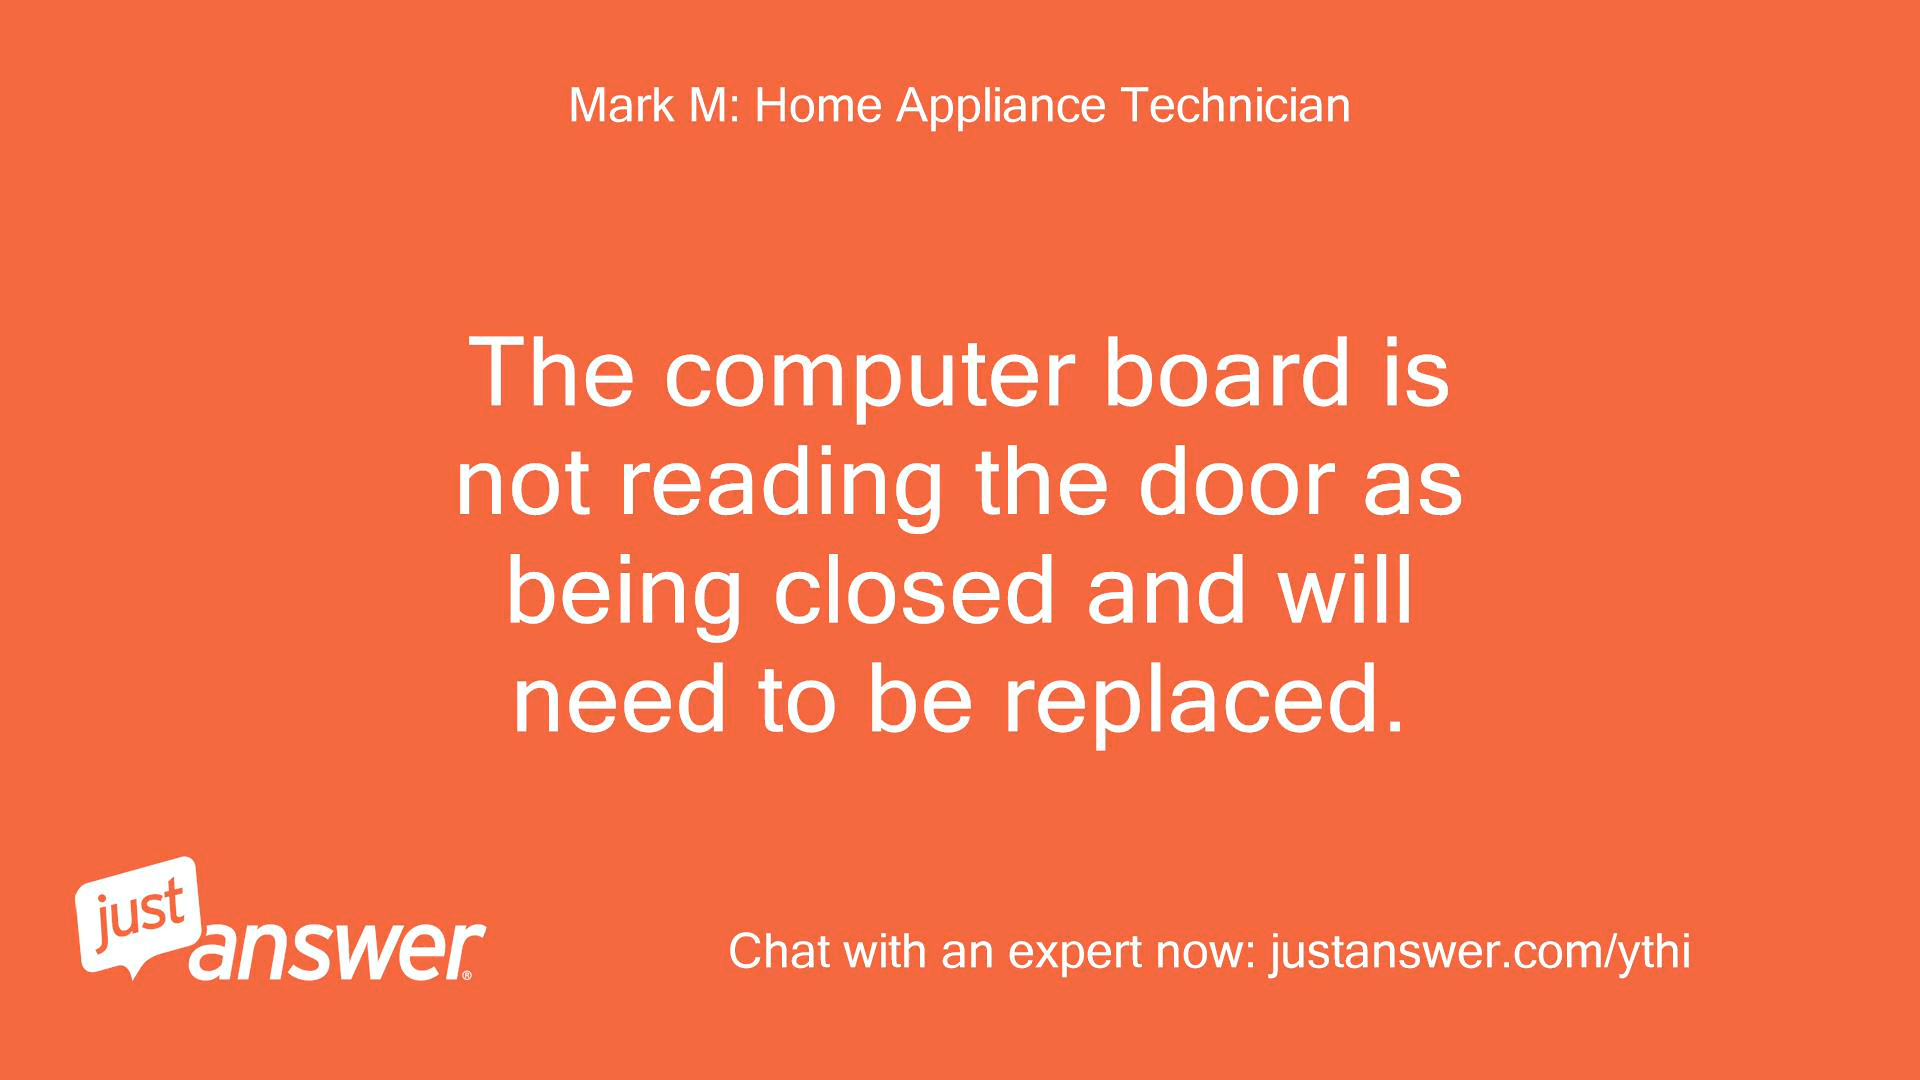 Mark M: Home Appliance Technician
The computer board is
not reading the door as
being closed and will
need to be replaced.
just
answer®
Chat with an expert now: justanswer.com/ythi